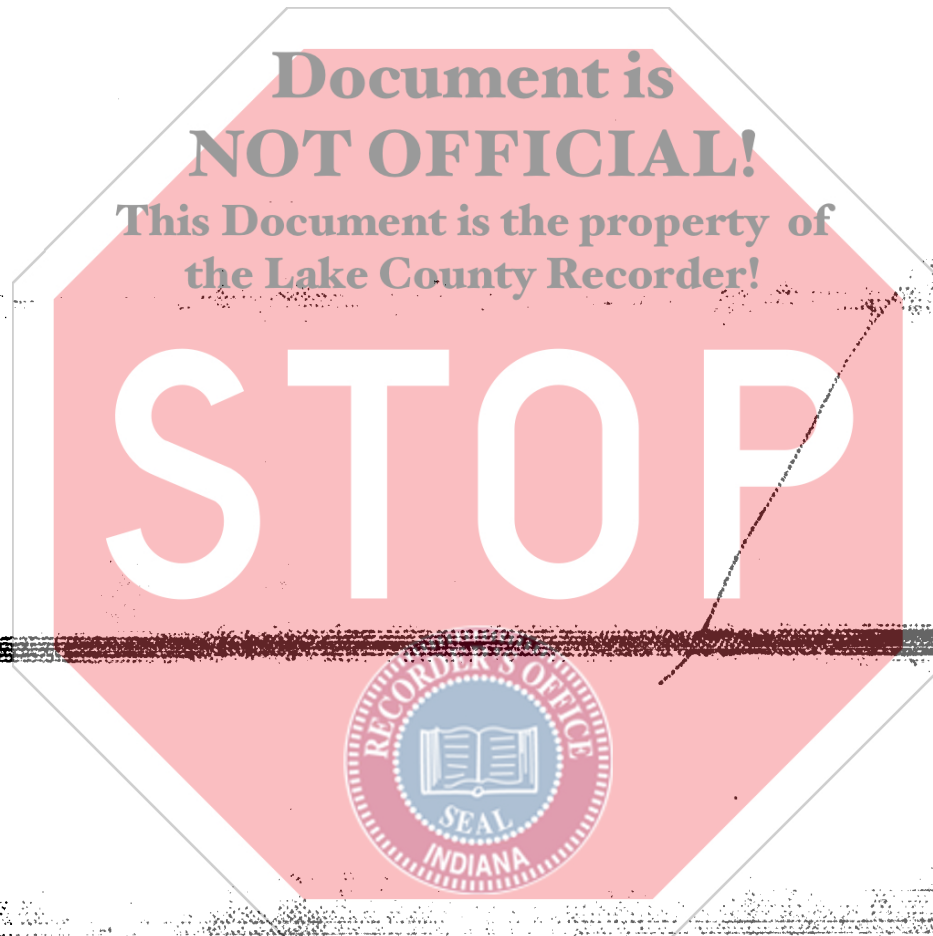 Document is
NOT OFFICIAL!
This Document is the property of
the Lake County Recorder!
STOP
RECORDER'S OFFICE
SEAL
INDIANA